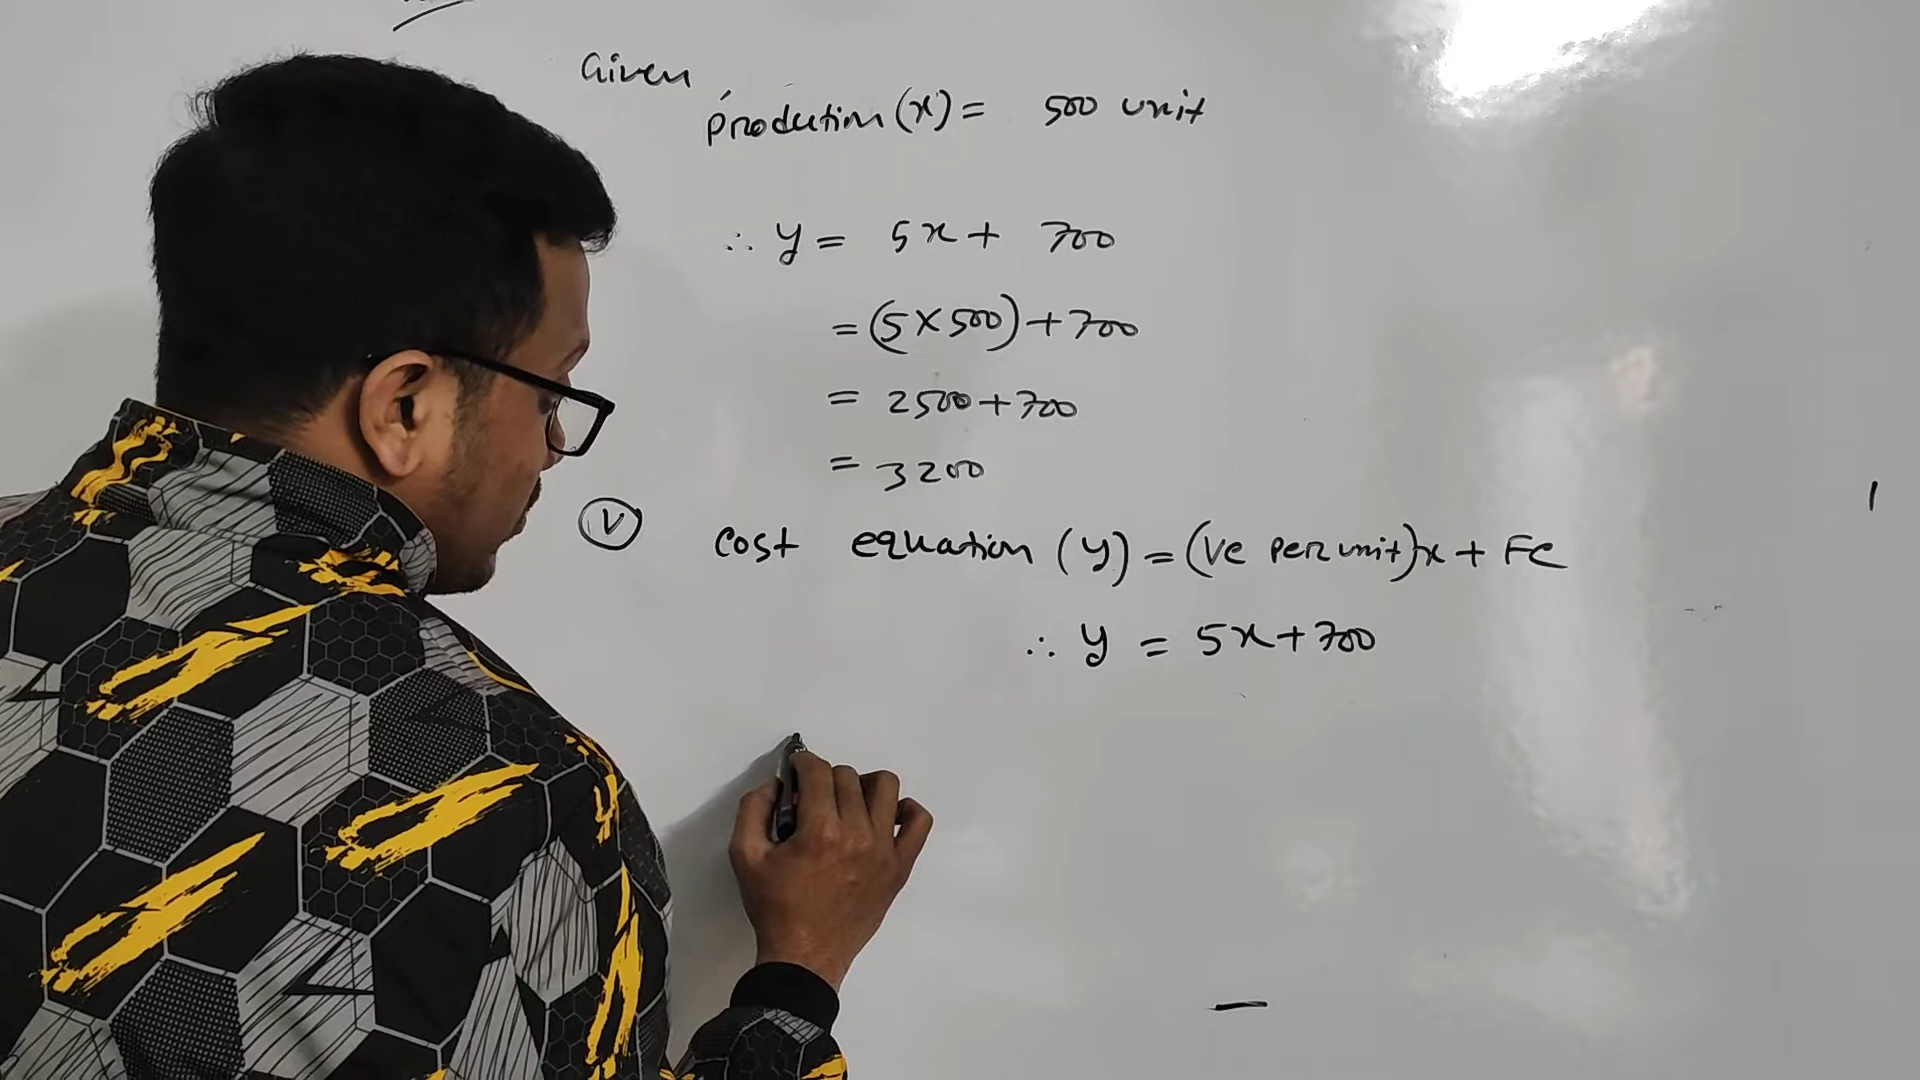 Given
production (x) = 500 unit
∴ y = 5x + 700
= (5 × 500) + 700
= 2500 + 700
= 3200
(V) cost equation (y) = (VC per unit)x + FC
∴ y = 5x + 700